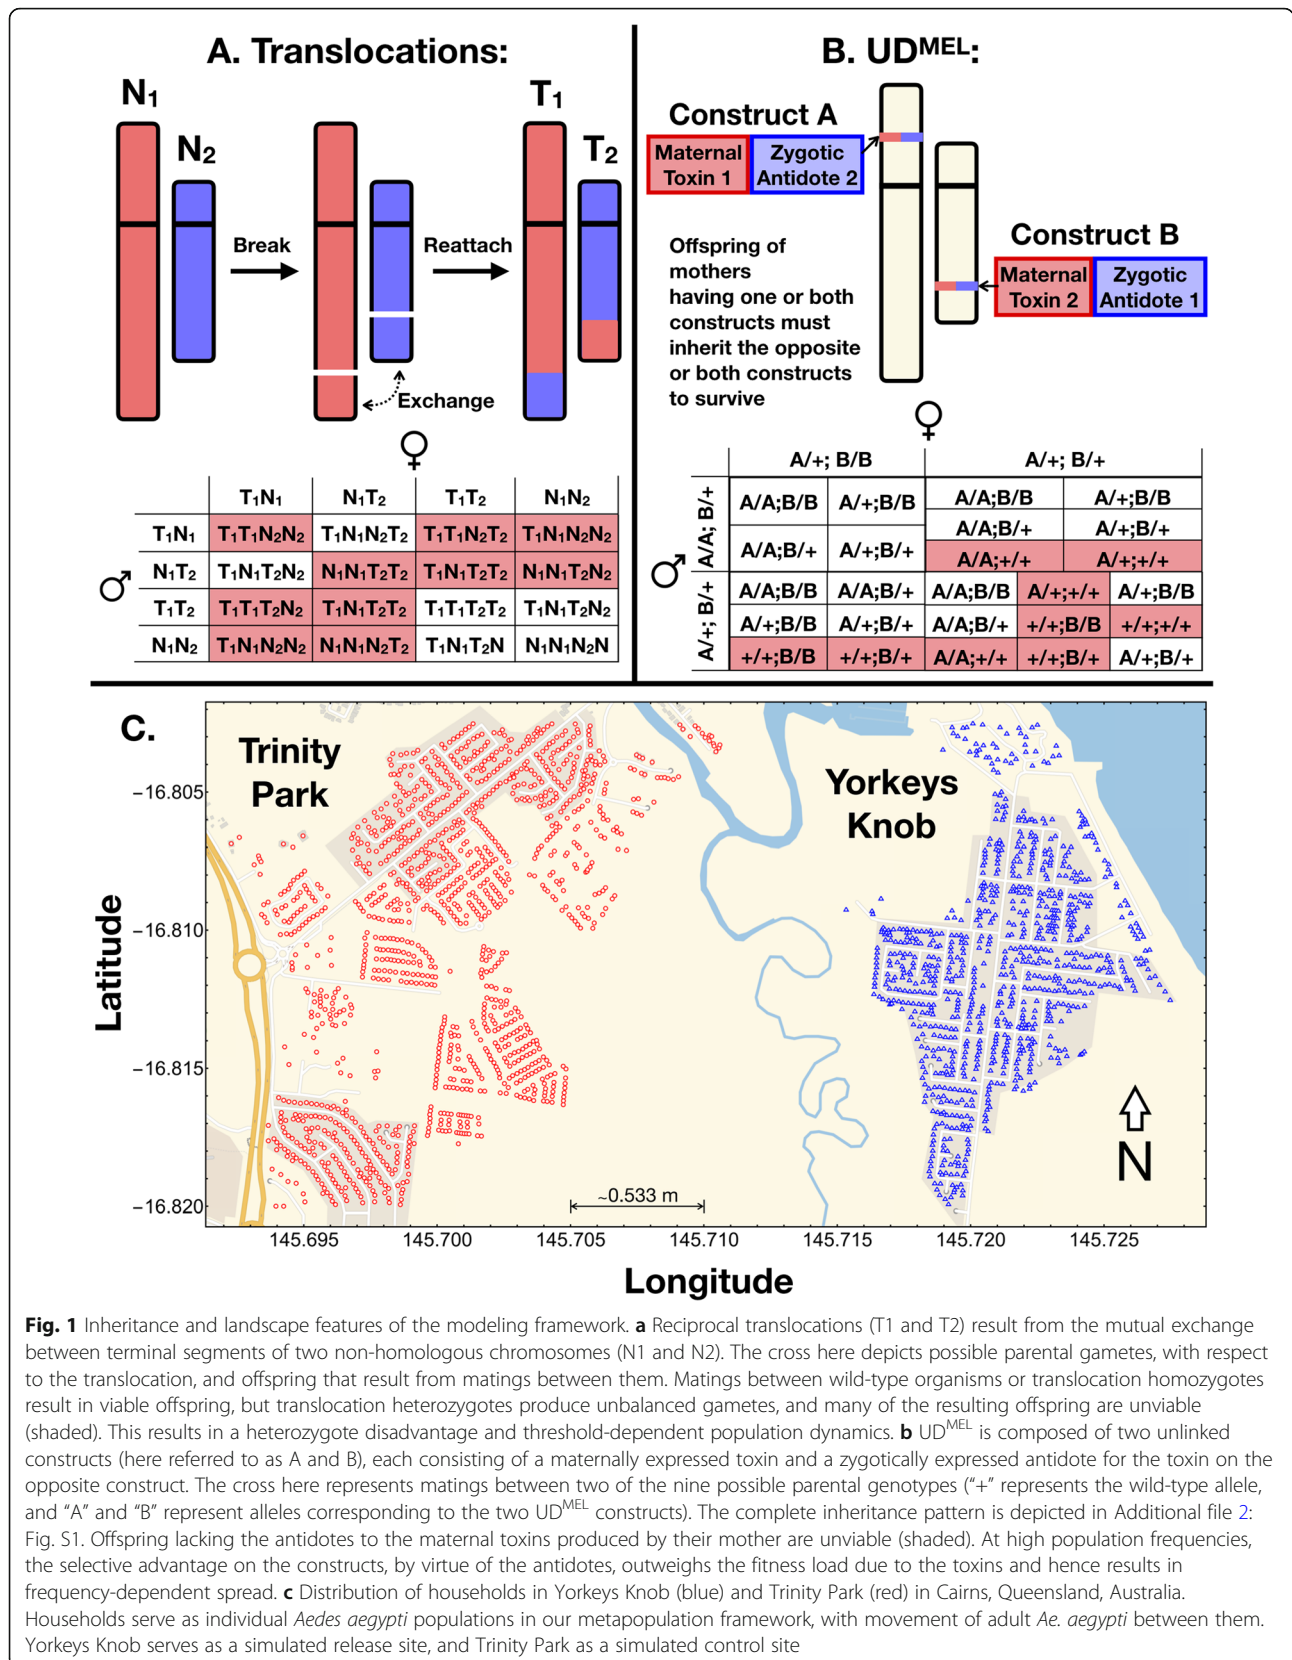 A. Translocations:
N1
N2
Break
Reattach
T1
T2
Exchange
♀
T1N1 N1T2 T1T2 N1N2
♂
T1N1 T1T1N2N2 T1N1N2T2 T1T1N2T2 T1N1N2N2
N1T2 T1N1T2N2 N1N1T2T2 T1N1T2T2 N1N1T2N2
T1T2 T1T1T2N2 T1N1T2T2 T1T1T2T2 T1N1T2N2
N1N2 T1N1N2N2 N1N1N2T2 T1N1T2N N1N1N2N
B. UDMEL:
Construct A
Maternal Toxin 1
Zygotic Antidote 2
Construct B
Maternal Toxin 2
Zygotic Antidote 1
Offspring of
mothers
having one or both
constructs must
inherit the opposite
or both constructs
to survive
♀
A/+; B/B A/+; B/+
♂
A/A; B/+
A/A;B/B A/+;B/B A/A;B/B A/+;B/B
A/A;B/+ A/+;B/+
A/A;B/+ A/+;B/+ A/A;+/+ A/+;+/+
A/+; B/+
A/A;B/B A/A;B/+ A/A;B/B A/+;+/+ A/+;B/B
A/+;B/B A/+;B/+ A/A;B/+ +/+;B/B +/+;+/+
+/+;B/B +/+;B/+ A/A;+/+ +/+;B/+ A/+;B/+
C.
Trinity
Park
Yorkeys
Knob
Latitude
−16.805
−16.810
−16.815
−16.820
~0.533 m
N
145.695 145.700 145.705 145.710 145.715 145.720 145.725
Longitude
Fig. 1 Inheritance and landscape features of the modeling framework. a Reciprocal translocations (T1 and T2) result from the mutual exchange
between terminal segments of two non-homologous chromosomes (N1 and N2). The cross here depicts possible parental gametes, with respect
to the translocation, and offspring that result from matings between them. Matings between wild-type organisms or translocation homozygotes
result in viable offspring, but translocation heterozygotes produce unbalanced gametes, and many of the resulting offspring are unviable
(shaded). This results in a heterozygote disadvantage and threshold-dependent population dynamics. b UDMEL is composed of two unlinked
constructs (here referred to as A and B), each consisting of a maternally expressed toxin and a zygotically expressed antidote for the toxin on the
opposite construct. The cross here represents matings between two of the nine possible parental genotypes (“+” represents the wild-type allele,
and “A” and “B” represent alleles corresponding to the two UDMEL constructs). The complete inheritance pattern is depicted in Additional file 2:
Fig. S1. Offspring lacking the antidotes to the maternal toxins produced by their mother are unviable (shaded). At high population frequencies,
the selective advantage on the constructs, by virtue of the antidotes, outweighs the fitness load due to the toxins and hence results in
frequency-dependent spread. c Distribution of households in Yorkeys Knob (blue) and Trinity Park (red) in Cairns, Queensland, Australia.
Households serve as individual Aedes aegypti populations in our metapopulation framework, with movement of adult Ae. aegypti between them.
Yorkeys Knob serves as a simulated release site, and Trinity Park as a simulated control site